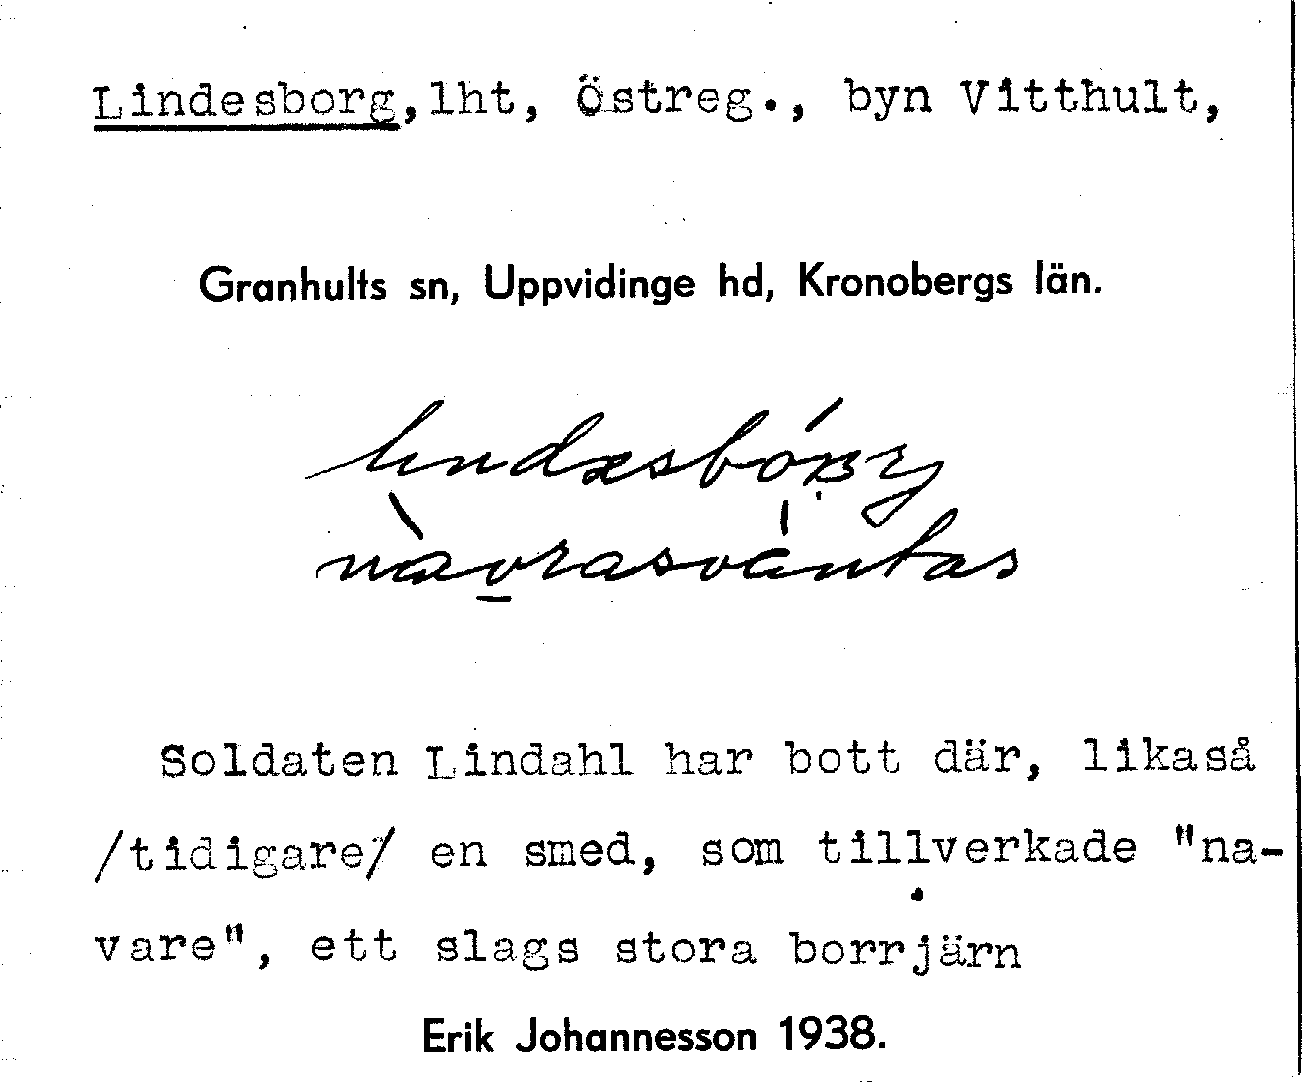 Lindesborg, lht, Östreg., byn Vitthult,
Granhults sn, Uppvidinge hd, Kronobergs län.
Soldaten Lindahl har bott där, likaså
/tidigare/ en smed, som tillverkade "na-
vare", ett slags stora borrjärn
Erik Johannesson 1938.